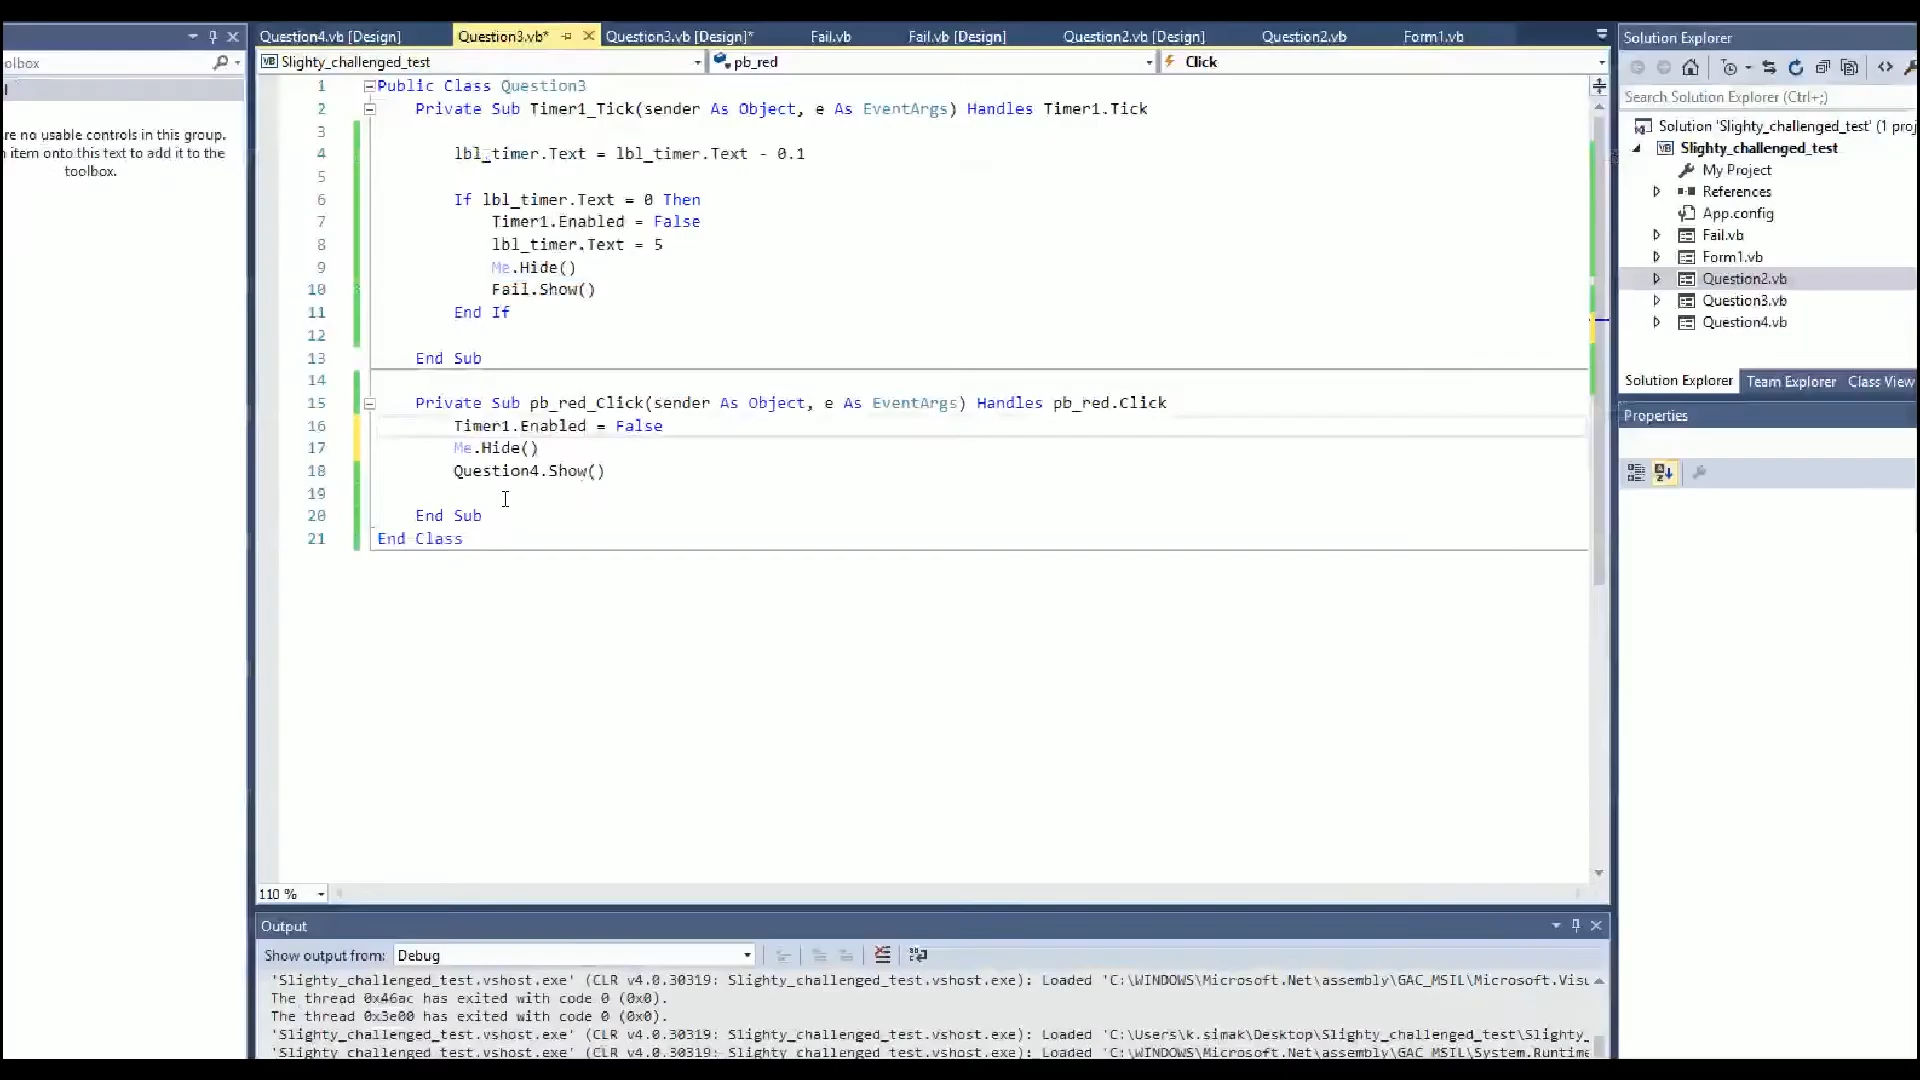 olbox
re no usable controls in this group.
n item onto this text to add it to the
toolbox.
Question4.vb [Design]
Question3.vb*
Question3.vb [Design]*
Fail.vb
Fail.vb [Design]
Question2.vb [Design]
Question2.vb
Form1.vb
Slighty_challenged_test
pb_red
Click
1 Public Class Question3
2 Private Sub Timer1_Tick(sender As Object, e As EventArgs) Handles Timer1.Tick
3
4 lbl_timer.Text = lbl_timer.Text - 0.1
5
6 If lbl_timer.Text = 0 Then
7 Timer1.Enabled = False
8 lbl_timer.Text = 5
9 Me.Hide()
10 Fail.Show()
11 End If
12
13 End Sub
14
15 Private Sub pb_red_Click(sender As Object, e As EventArgs) Handles pb_red.Click
16 Timer1.Enabled = False
17 Me.Hide()
18 Question4.Show()
19
20 End Sub
21 End Class
110 %
Output
Show output from: Debug
'Slighty_challenged_test.vshost.exe' (CLR v4.0.30319: Slighty_challenged_test.vshost.exe): Loaded 'C:\WINDOWS\Microsoft.Net\assembly\GAC_MSIL\Microsoft.Visu
The thread 0x46ac has exited with code 0 (0x0).
The thread 0x3e00 has exited with code 0 (0x0).
'Slighty_challenged_test.vshost.exe' (CLR v4.0.30319: Slighty_challenged_test.vshost.exe): Loaded 'C:\Users\k.simak\Desktop\Slighty_challenged_test\Slighty_
'Slighty_challenged_test.vshost.exe' (CLR v4.0.30319: Slighty_challenged_test.vshost.exe): Loaded 'C:\WINDOWS\Microsoft.Net\assembly\GAC_MSIL\System.Runtime
Solution Explorer
Search Solution Explorer (Ctrl+;)
Solution 'Slighty_challenged_test' (1 proj
Slighty_challenged_test
My Project
References
App.config
Fail.vb
Form1.vb
Question2.vb
Question3.vb
Question4.vb
Solution Explorer
Team Explorer
Class View
Properties